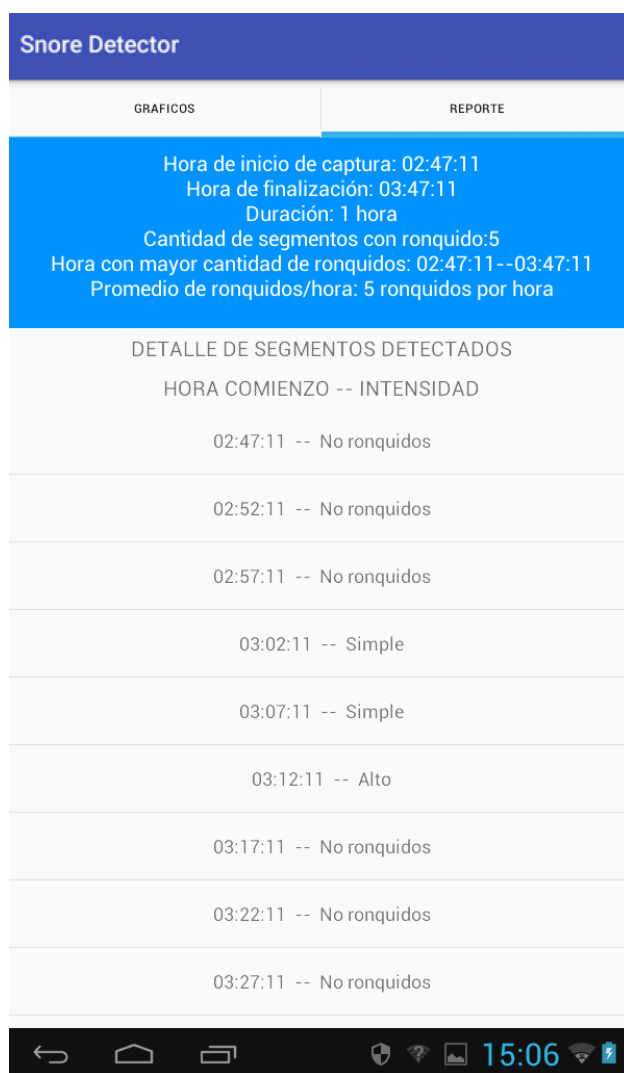 Snore Detector
GRAFICOS REPORTE
Hora de inicio de captura: 02:47:11
Hora de finalización: 03:47:11
Duración: 1 hora
Cantidad de segmentos con ronquido:5
Hora con mayor cantidad de ronquidos: 02:47:11--03:47:11
Promedio de ronquidos/hora: 5 ronquidos por hora
DETALLE DE SEGMENTOS DETECTADOS
HORA COMIENZO -- INTENSIDAD
02:47:11 -- No ronquidos
02:52:11 -- No ronquidos
02:57:11 -- No ronquidos
03:02:11 -- Simple
03:07:11 -- Simple
03:12:11 -- Alto
03:17:11 -- No ronquidos
03:22:11 -- No ronquidos
03:27:11 -- No ronquidos
15:06